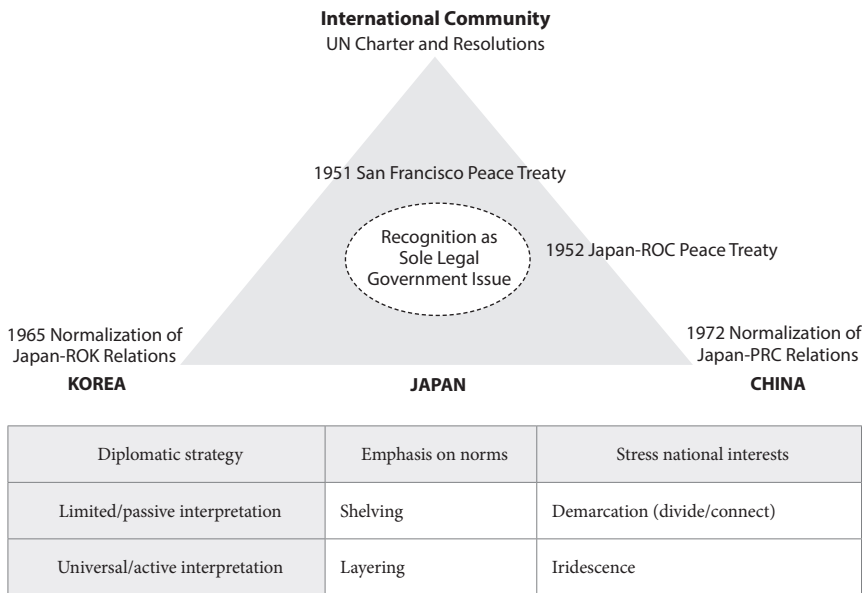 International Community
UN Charter and Resolutions
1951 San Francisco Peace Treaty
Recognition as
Sole Legal
Government Issue
1952 Japan-ROC Peace Treaty
1965 Normalization of
Japan-ROK Relations
1972 Normalization of
Japan-PRC Relations
KOREA
JAPAN
CHINA
Diplomatic strategy
Emphasis on norms
Stress national interests
Limited/passive interpretation
Shelving
Demarcation (divide/connect)
Universal/active interpretation
Layering
Iridescence